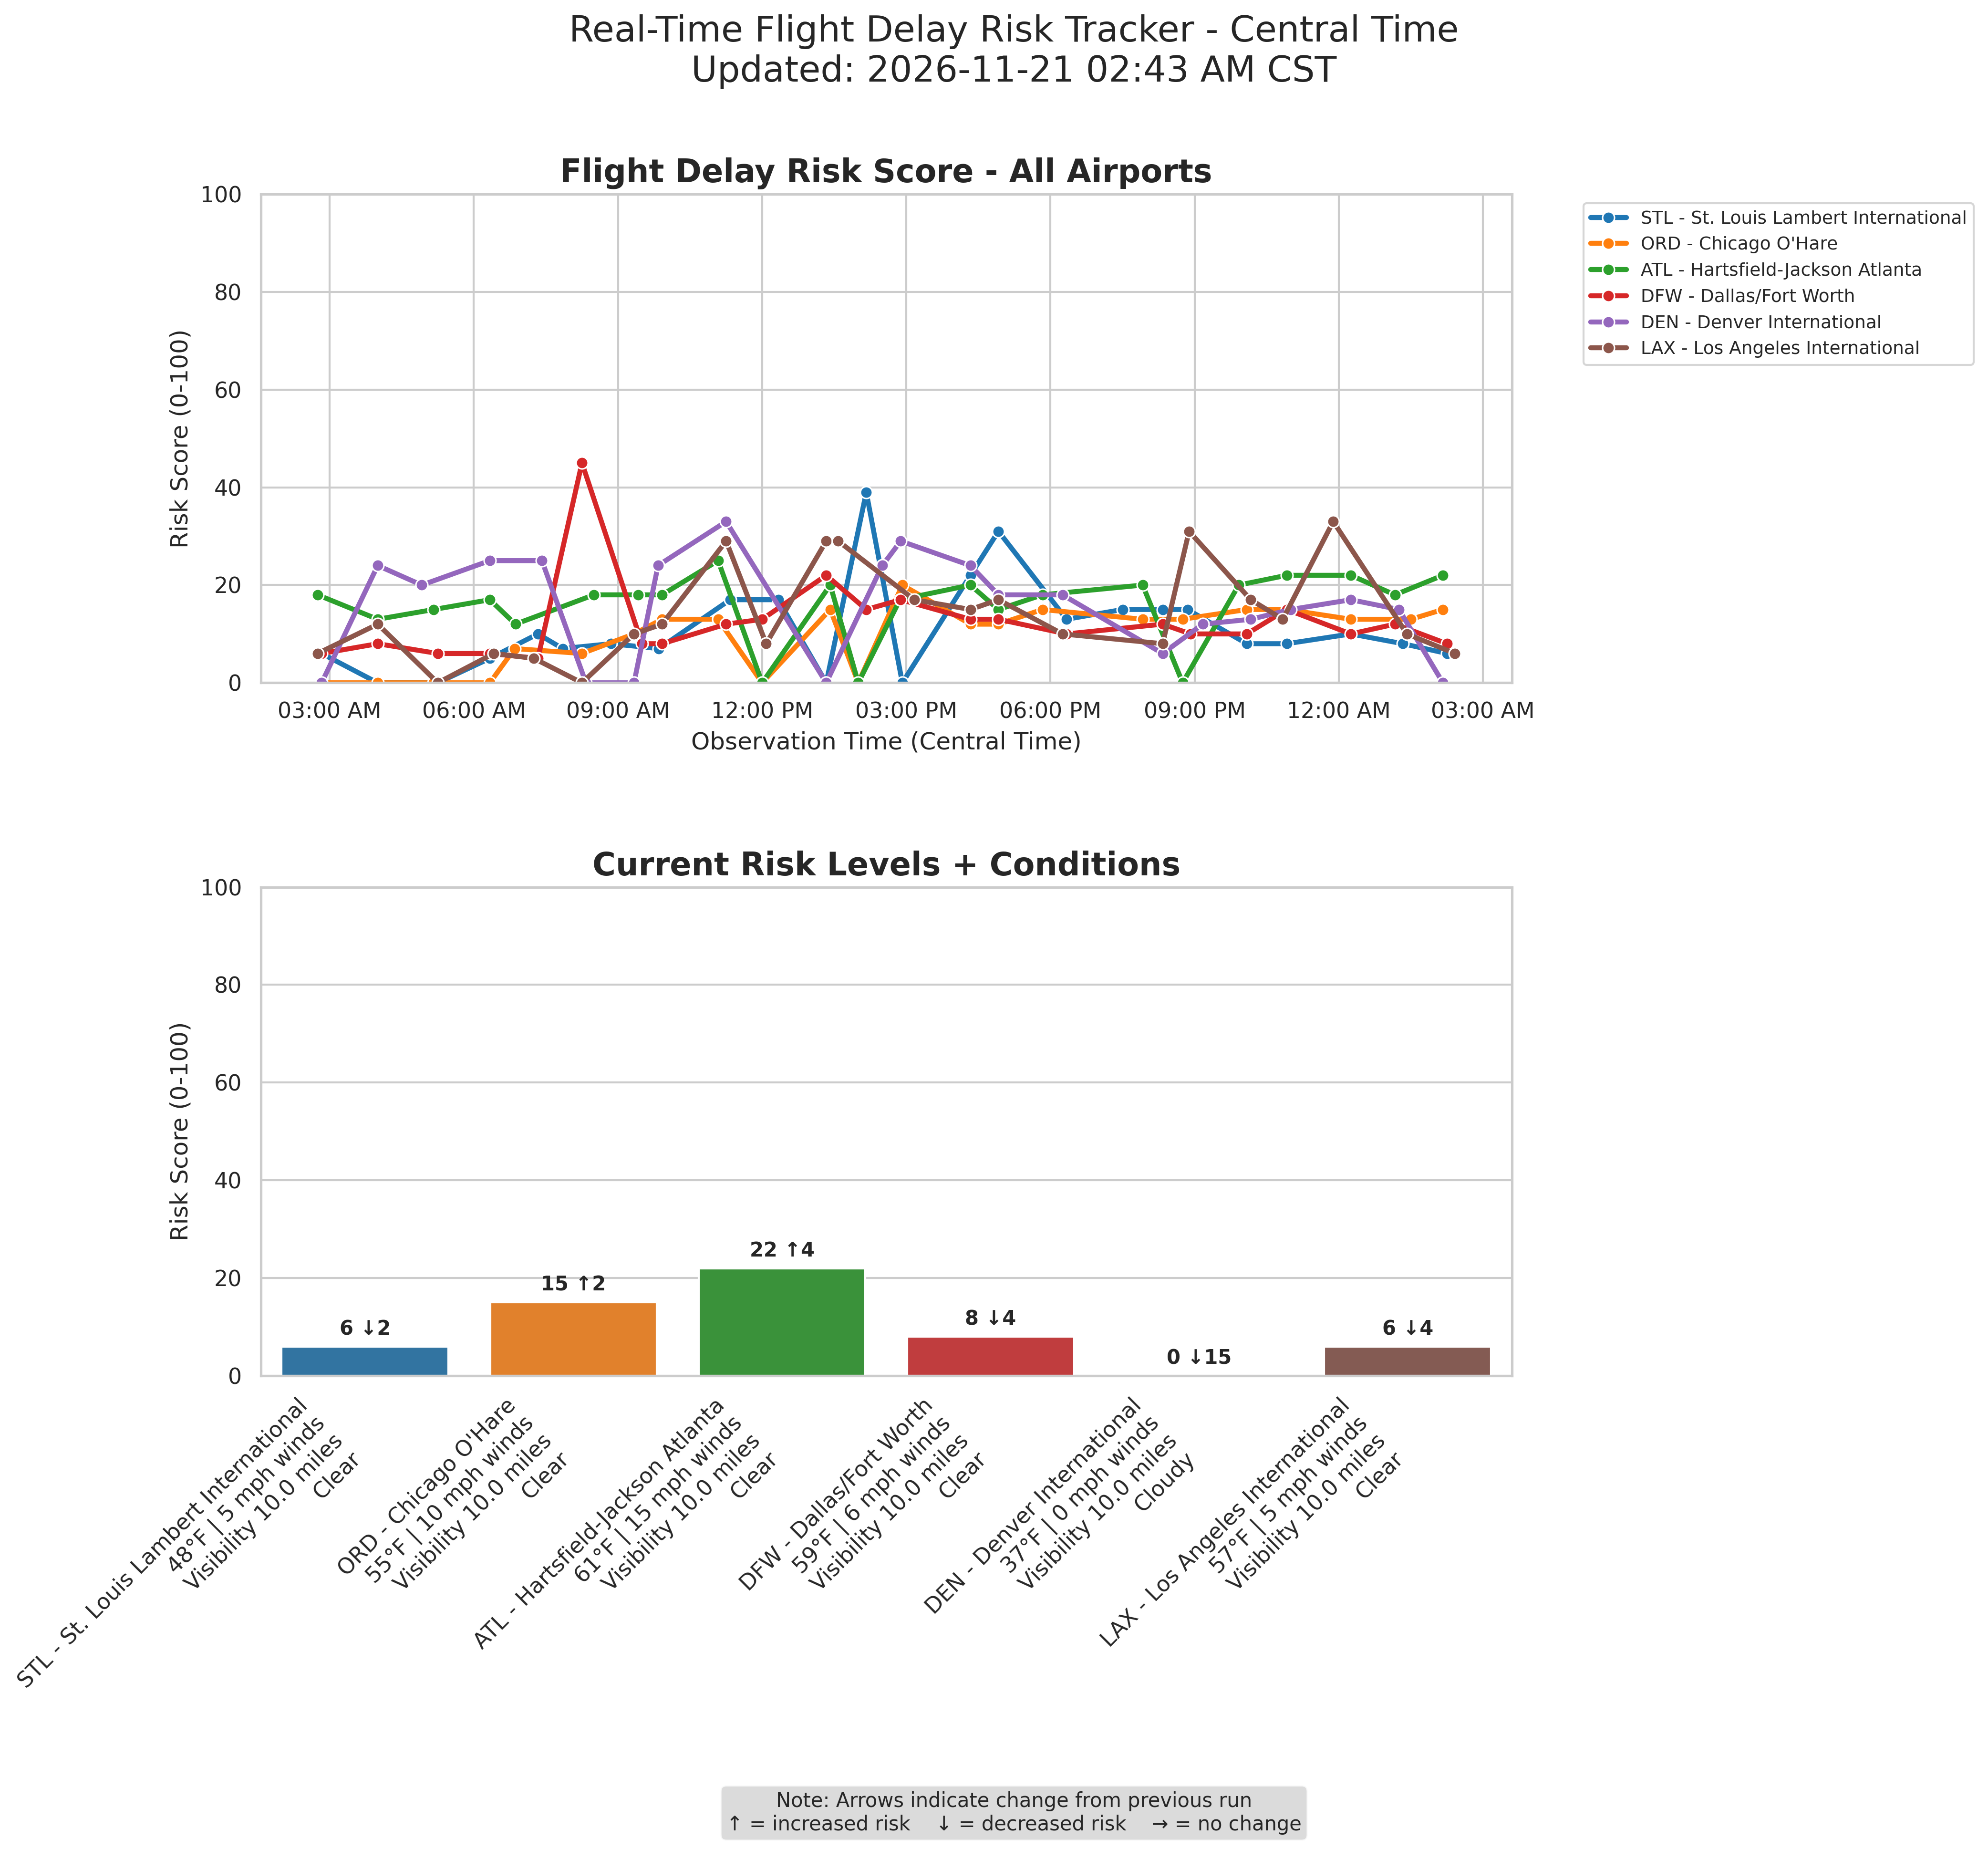 Real-Time Flight Delay Risk Tracker - Central Time
Updated: 2026-11-21 02:43 AM CST
Flight Delay Risk Score - All Airports
100
80
60
40
20
0
Risk Score (0-100)
03:00 AM
06:00 AM
09:00 AM
12:00 PM
03:00 PM
06:00 PM
09:00 PM
12:00 AM
03:00 AM
Observation Time (Central Time)
STL - St. Louis Lambert International
ORD - Chicago O'Hare
ATL - Hartsfield-Jackson Atlanta
DFW - Dallas/Fort Worth
DEN - Denver International
LAX - Los Angeles International
Current Risk Levels + Conditions
100
80
60
40
20
0
Risk Score (0-100)
6 ↓2
15 ↑2
22 ↑4
8 ↓4
0 ↓15
6 ↓4
STL - St. Louis Lambert International
48°F | 5 mph winds
Visibility 10.0 miles
Clear
ORD - Chicago O'Hare
55°F | 10 mph winds
Visibility 10.0 miles
Clear
ATL - Hartsfield-Jackson Atlanta
61°F | 15 mph winds
Visibility 10.0 miles
Clear
DFW - Dallas/Fort Worth
59°F | 6 mph winds
Visibility 10.0 miles
Clear
DEN - Denver International
37°F | 0 mph winds
Visibility 10.0 miles
Cloudy
LAX - Los Angeles International
57°F | 5 mph winds
Visibility 10.0 miles
Clear
Note: Arrows indicate change from previous run
↑ = increased risk ↓ = decreased risk → = no change